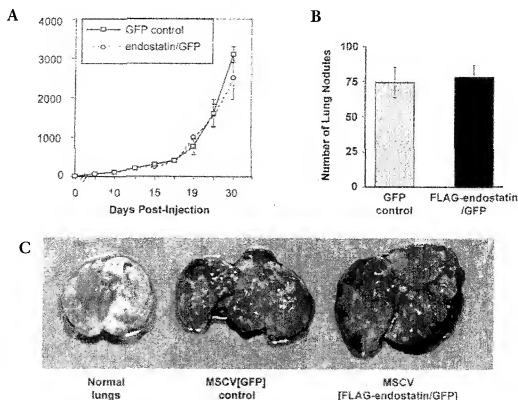 A
GFP control
endostatin/GFP
4000
3000
2000
1000
0
0
10
15
19
30
Days Post-Injection
B
Number of Lung Nodules
100
75
50
25
0
GFP
control
FLAG-endostatin
/GFP
C
Normal
lungs
MSCV[GFP]
control
MSCV
[FLAG-endostatin/GFP]